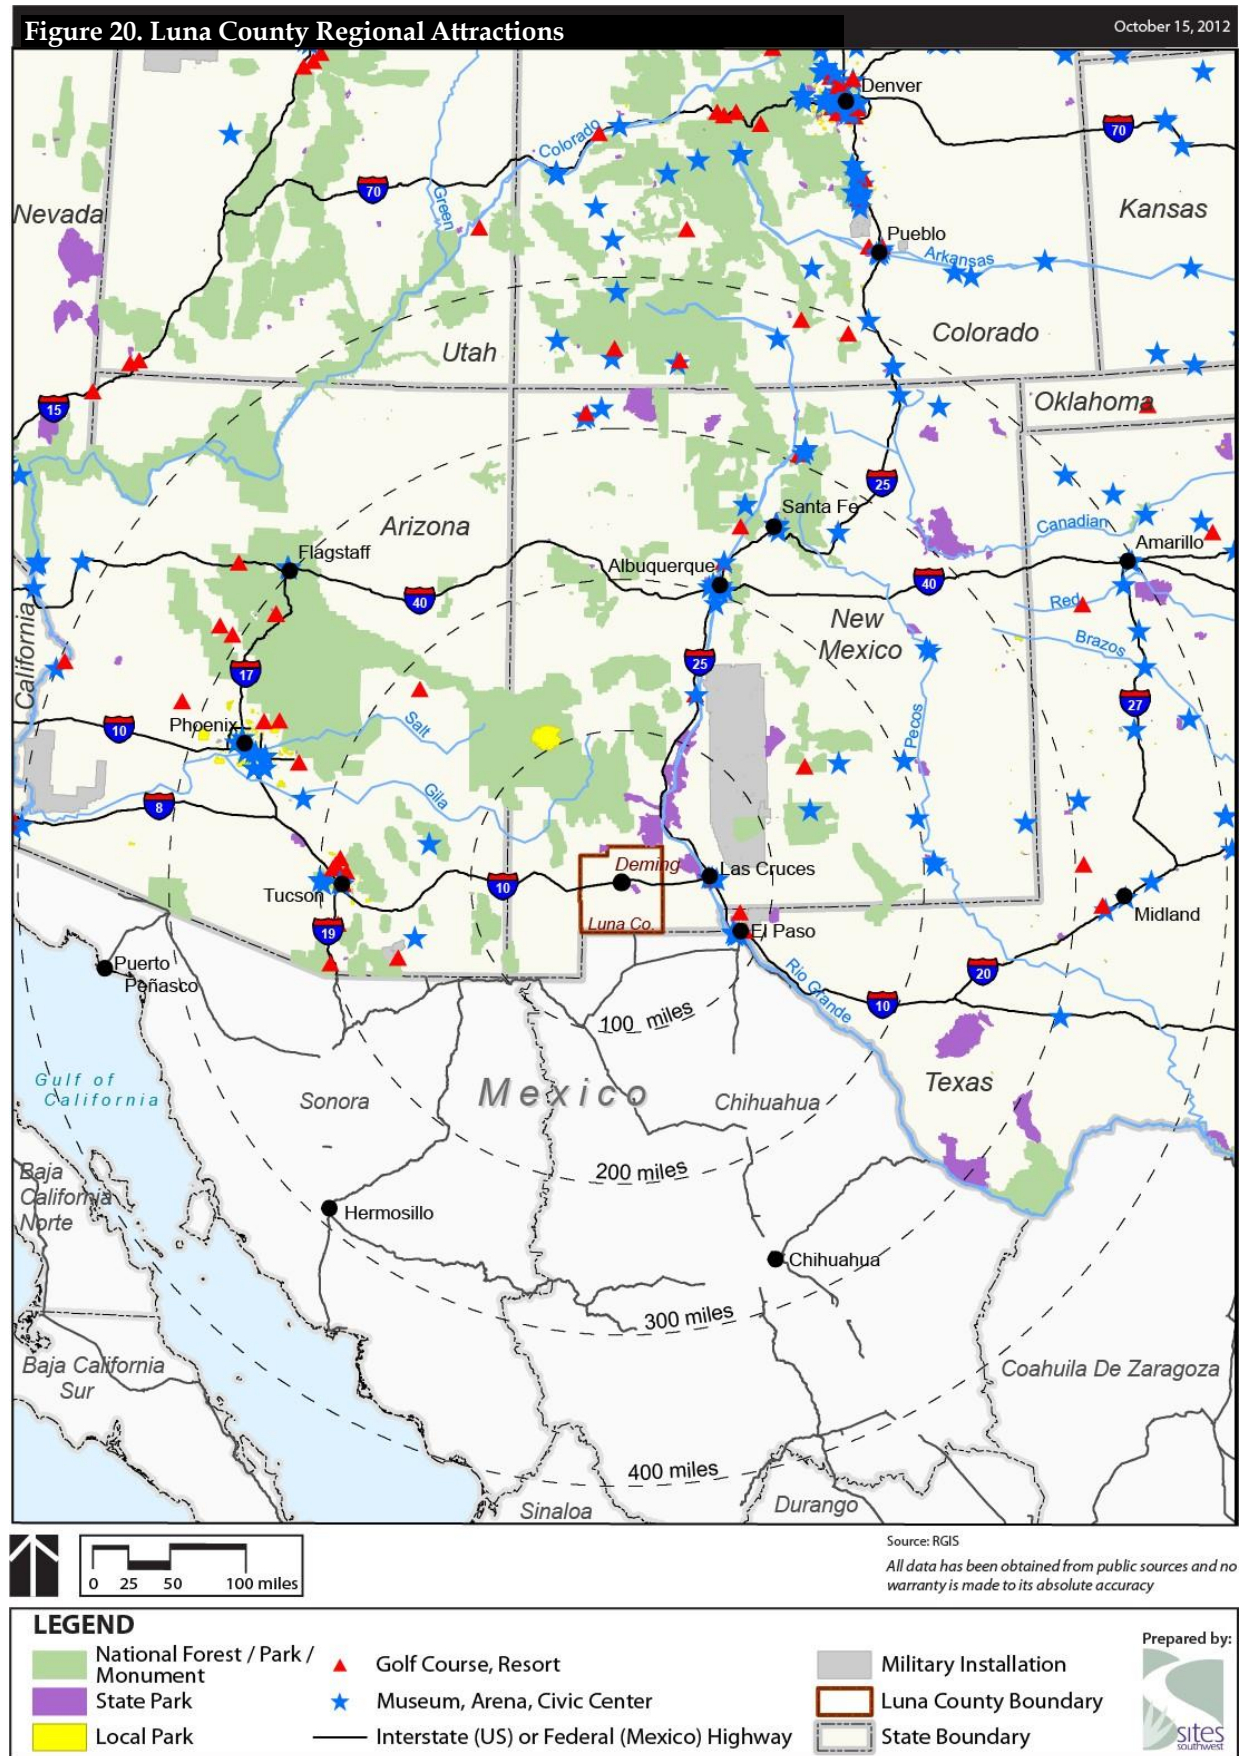 Figure 20. Luna County Regional Attractions
October 15, 2012
Denver
70
Colorado
70
Green
Nevada
Kansas
Pueblo
Arkansas
Colorado
Utah
Oklahoma
15
25
Santa Fe
Arizona
Canadian
Amarillo
Flagstaff
Albuquerque
40
40
Red
New
Mexico
Brazos
California
17
25
27
Phoenix
10
Salt
Pecos
Gila
8
Deming
Las Cruces
Tucson
10
Midland
Luna Co.
El Paso
19
Puerto
Peñasco
Rio Grande
20
10
100 miles
Gulf of
California
Sonora
Mexico
Chihuahua
Texas
200 miles
Baja
California
Norte
Hermosillo
Chihuahua
300 miles
Baja California
Sur
Coahuila De Zaragoza
400 miles
Sinaloa
Durango
0 25 50 100 miles
Source: RGIS
All data has been obtained from public sources and no
warranty is made to its absolute accuracy
LEGEND
National Forest / Park /
Monument
State Park
Local Park
Golf Course, Resort
Museum, Arena, Civic Center
Interstate (US) or Federal (Mexico) Highway
Military Installation
Luna County Boundary
State Boundary
Prepared by:
sites
southwest